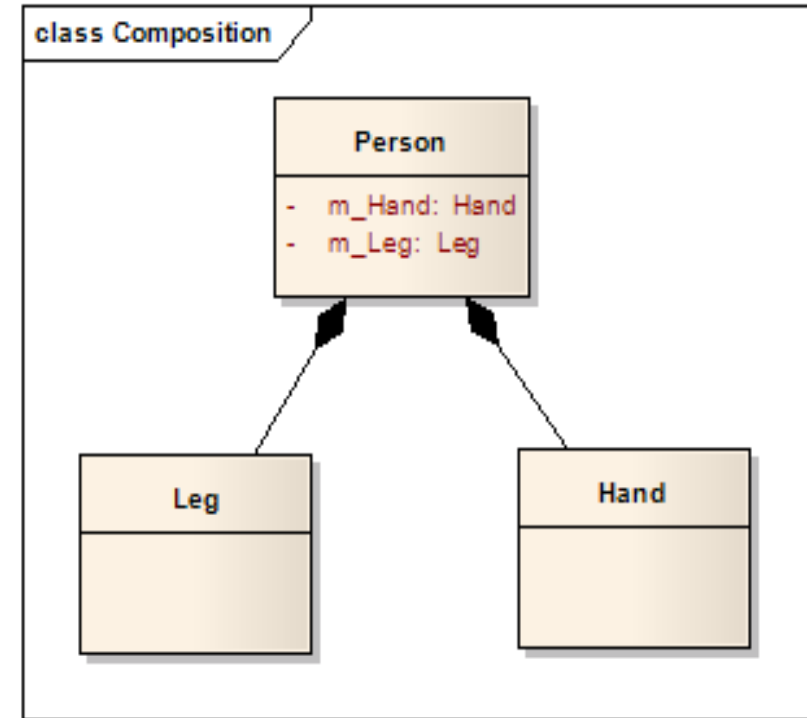 class Composition
Person
- m_Hand: Hand
- m_Leg: Leg
Leg
Hand